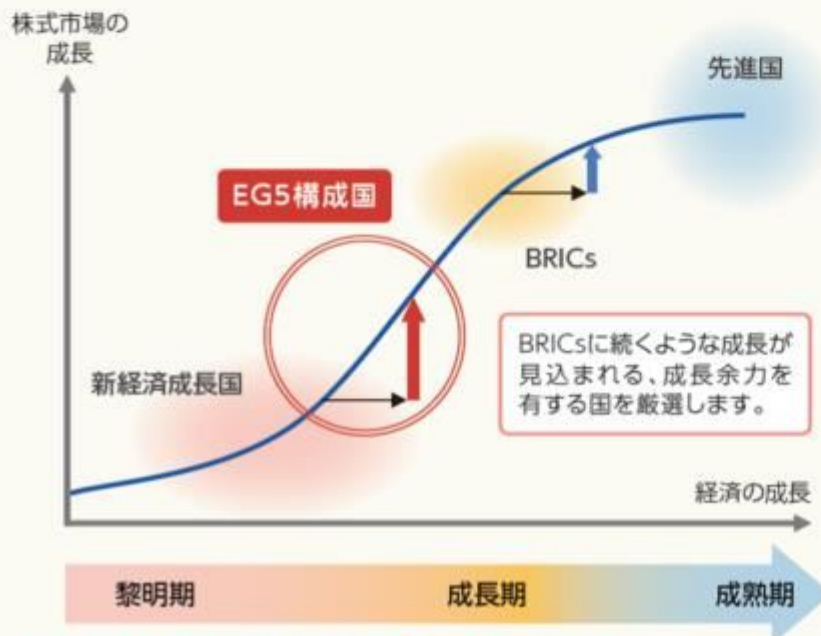 株式市場の
成長
先進国
EG5構成国
BRICs
BRICsに続くような成長が
見込まれる、成長余力を
有する国を厳選します。
新経済成長国
経済の成長
黎明期
成長期
成熟期